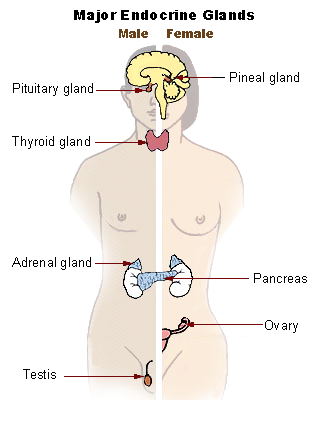 Major Endocrine Glands
Male Female
Pineal gland
Pituitary gland
Thyroid gland
Adrenal gland
Pancreas
Ovary
Testis